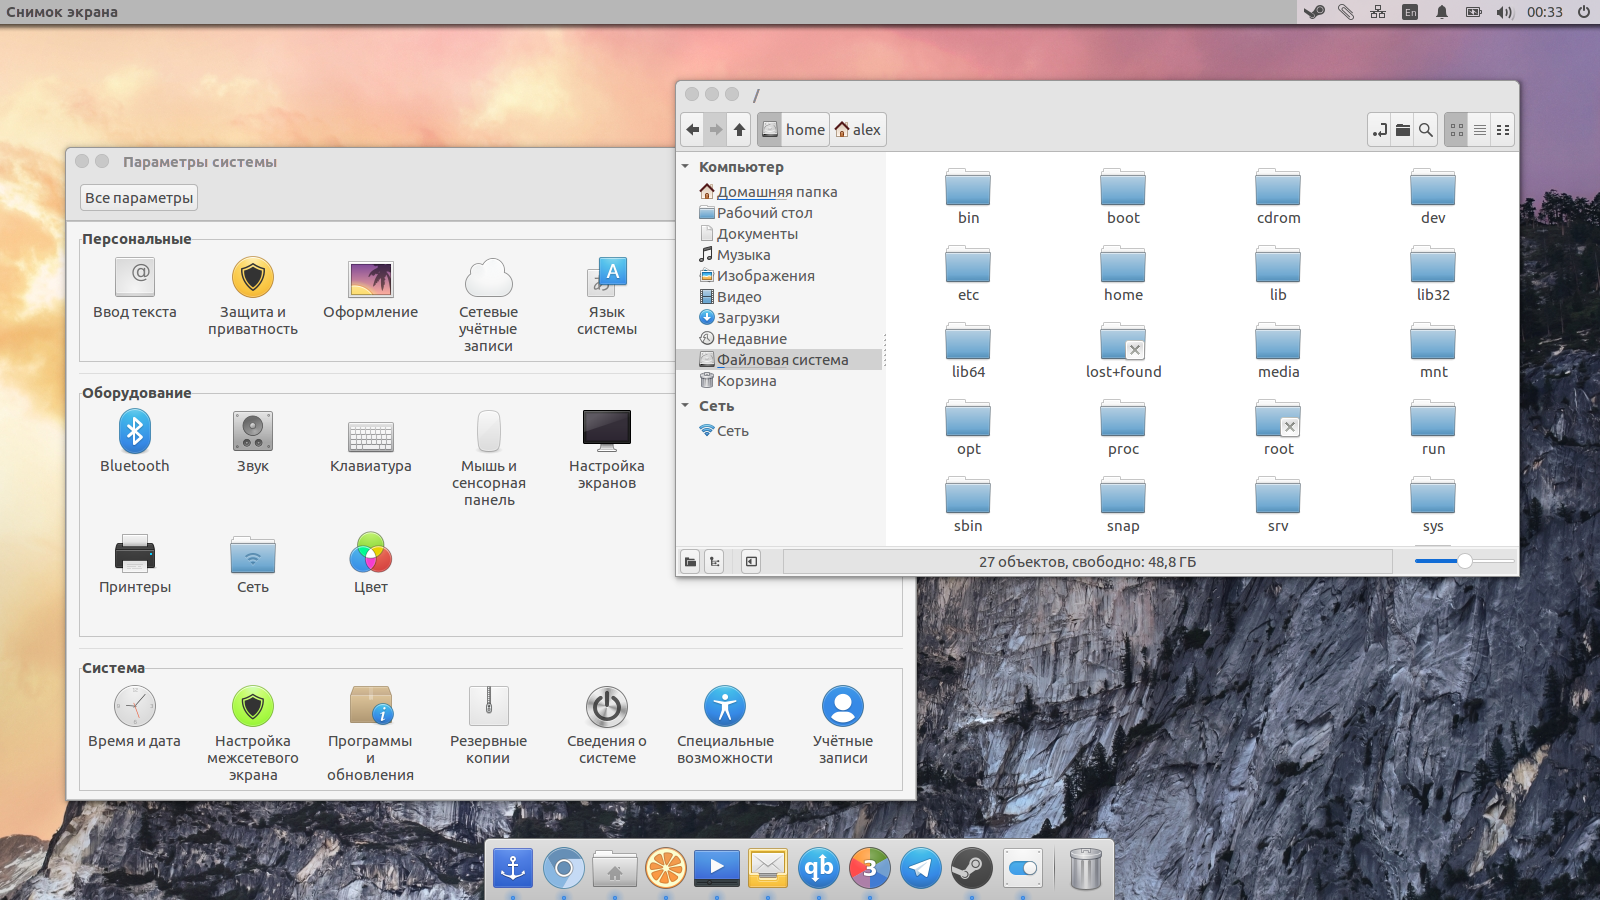 Снимок экрана
En
00:33
/
home
alex
Параметры системы
Все параметры
Персональные
Ввод текста
Защита и
приватность
Оформление
Сетевые
учётные
записи
Язык
системы
Оборудование
Bluetooth
Звук
Клавиатура
Мышь и
сенсорная
панель
Настройка
экранов
Принтеры
Сеть
Цвет
Система
Время и дата
Настройка
межсетевого
экрана
Программы
и
обновления
Резервные
копии
Сведения о
системе
Специальные
возможности
Учётные
записи
Компьютер
Домашняя папка
Рабочий стол
Документы
Музыка
Изображения
Видео
Загрузки
Недавние
Файловая система
Корзина
Сеть
Сеть
bin
boot
cdrom
dev
etc
home
lib
lib32
lib64
lost+found
media
mnt
opt
proc
root
run
sbin
snap
srv
sys
27 объектов, свободно: 48,8 ГБ
qb
3